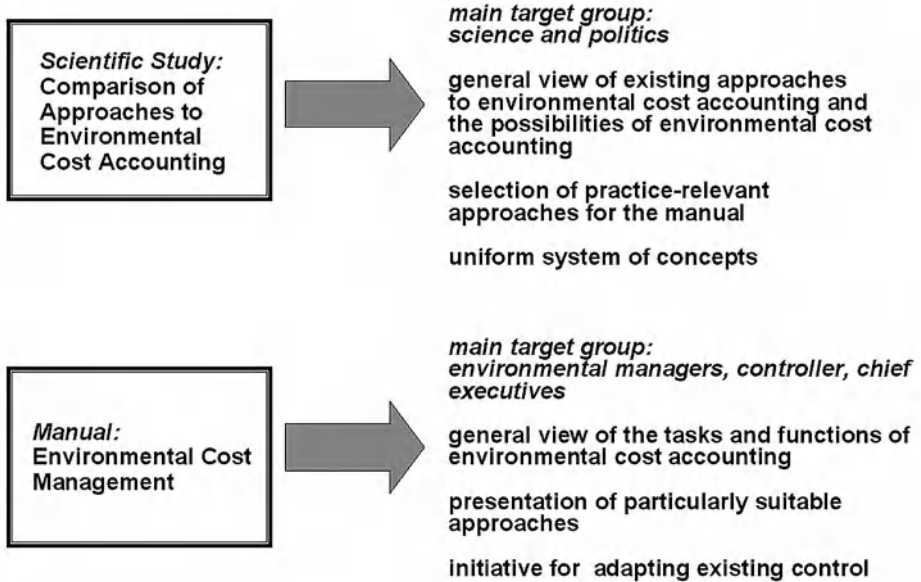 Scientific Study:
Comparison of
Approaches to
Environmental
Cost Accounting
main target group:
science and politics
general view of existing approaches
to environmental cost accounting and
the possibilities of environmental cost
accounting
selection of practice-relevant
approaches for the manual
uniform system of concepts
Manual:
Environmental Cost
Management
main target group:
environmental managers, controller, chief
executives
general view of the tasks and functions of
environmental cost accounting
presentation of particularly suitable
approaches
initiative for adapting existing control